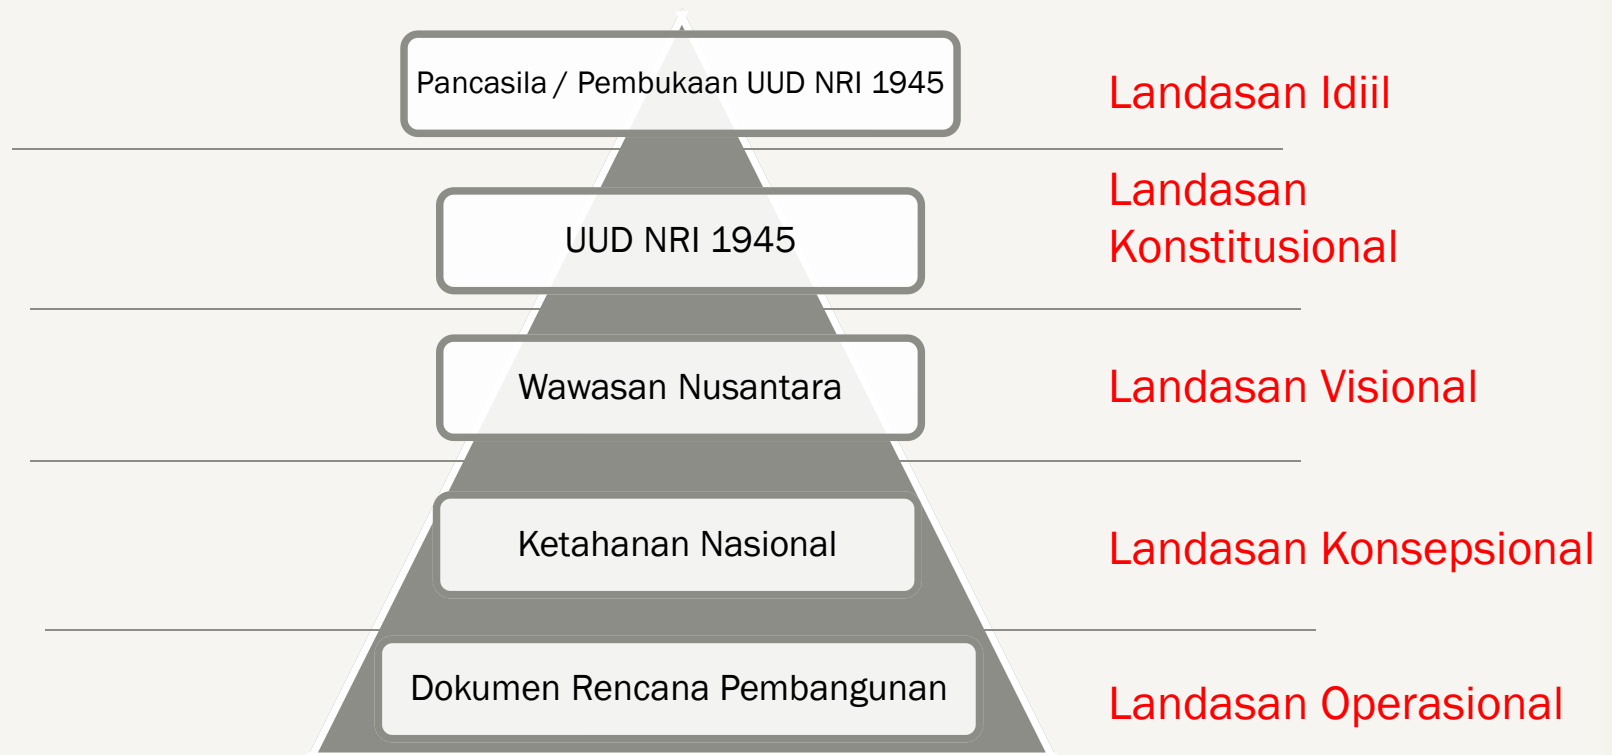 Pancasila / Pembukaan UUD NRI 1945
Landasan Idiil
UUD NRI 1945
Landasan
Konstitusional
Wawasan Nusantara
Landasan Visional
Ketahanan Nasional
Landasan Konsepsional
Dokumen Rencana Pembangunan
Landasan Operasional